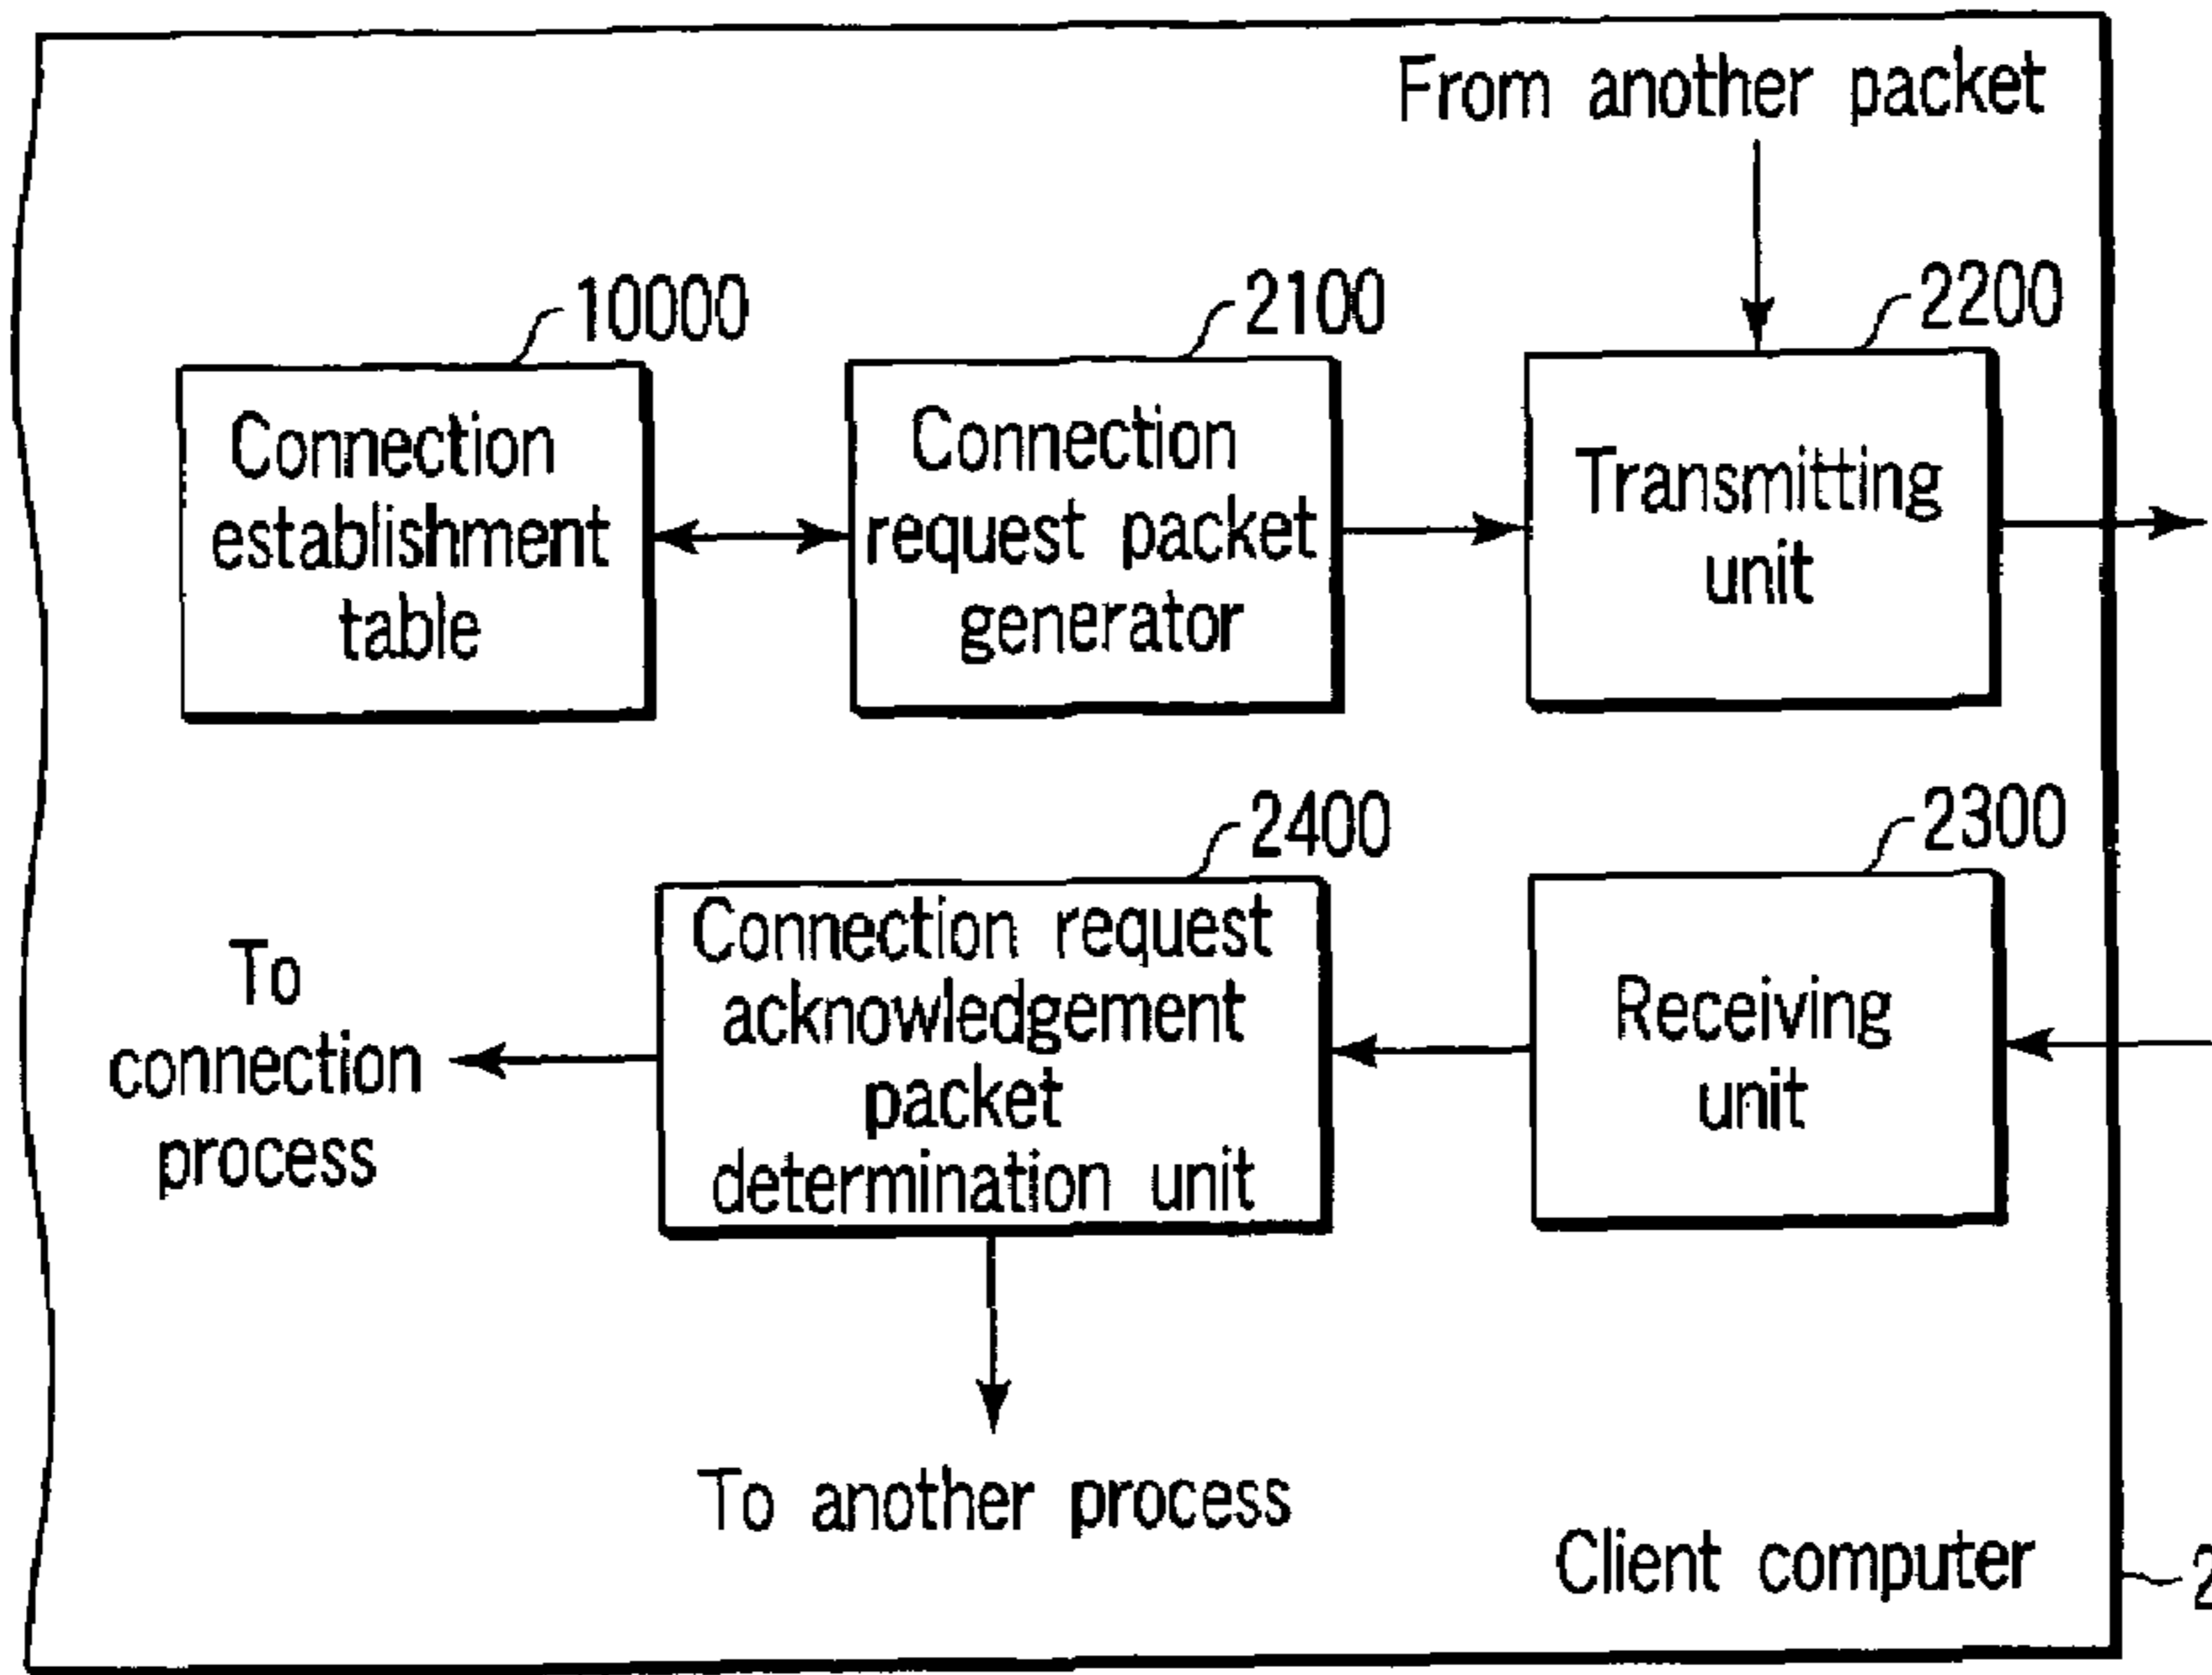 From another packet
10000
2100
2200
Connection
establishment
table
Connection
request packet
generator
Transmitting
unit
2400
2300
To
connection
process
Connection request
acknowledgement
packet
determination unit
Receiving
unit
To another process
Client computer